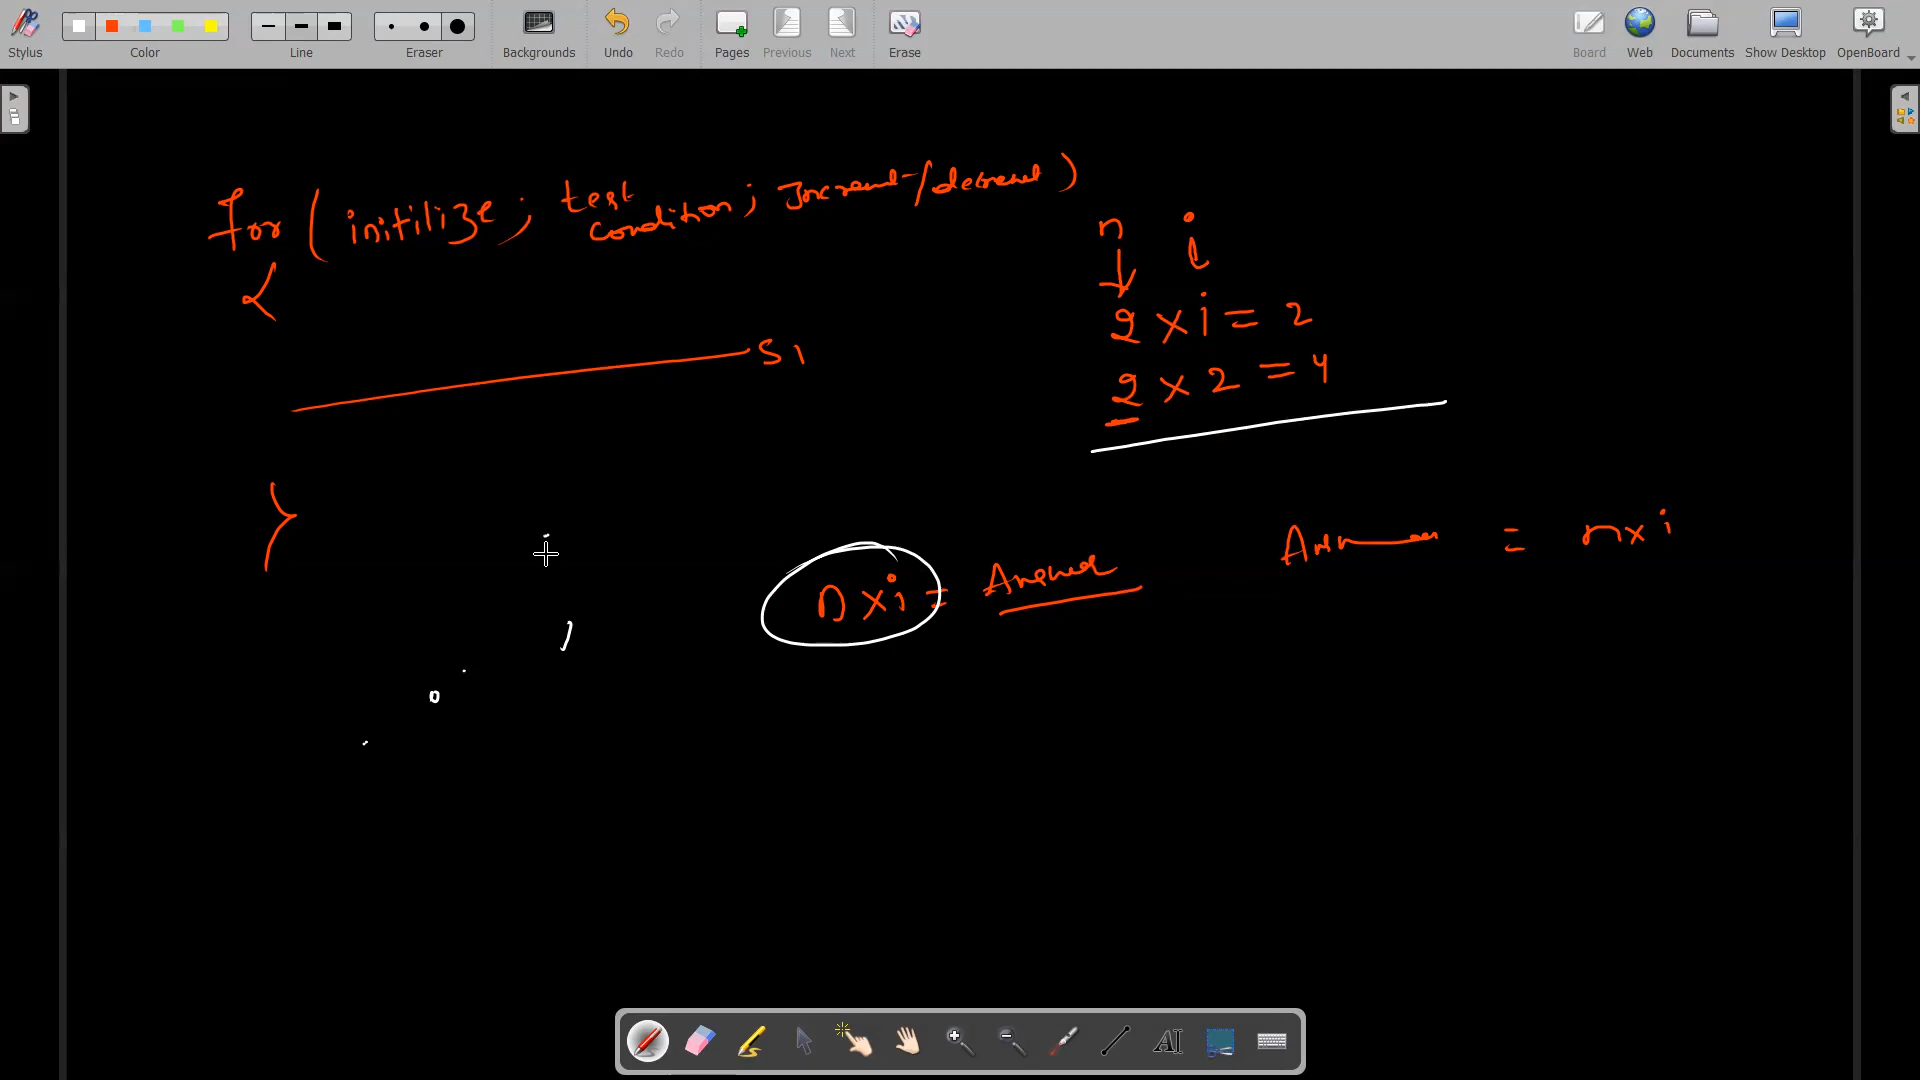 Stylus Color Line Eraser Backgrounds Undo Redo Pages Previous Next Erase Board Web Documents Show Desktop OpenBoard
for ( initilize; test condition; Increment/decrement )
{
S1
}
n i
2 x i = 2
2 x 2 = 4
n x i = Answer
Answer = n x i